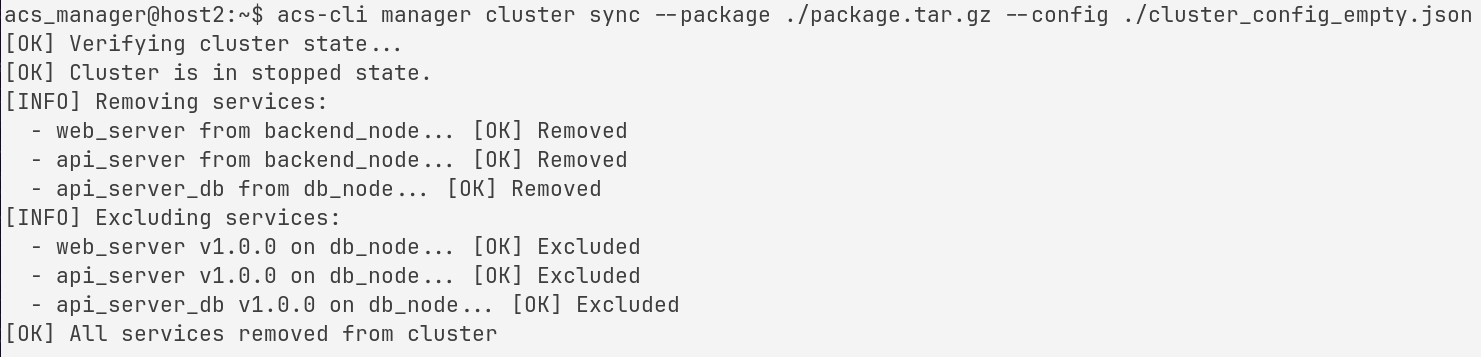 acs_manager@host2:~$ acs-cli manager cluster sync --package ./package.tar.gz --config ./cluster_config_empty.json
[OK] Verifying cluster state...
[OK] Cluster is in stopped state.
[INFO] Removing services:
  - web_server from backend_node... [OK] Removed
  - api_server from backend_node... [OK] Removed
  - api_server_db from db_node... [OK] Removed
[INFO] Excluding services:
  - web_server v1.0.0 on db_node... [OK] Excluded
  - api_server v1.0.0 on db_node... [OK] Excluded
  - api_server_db v1.0.0 on db_node... [OK] Excluded
[OK] All services removed from cluster